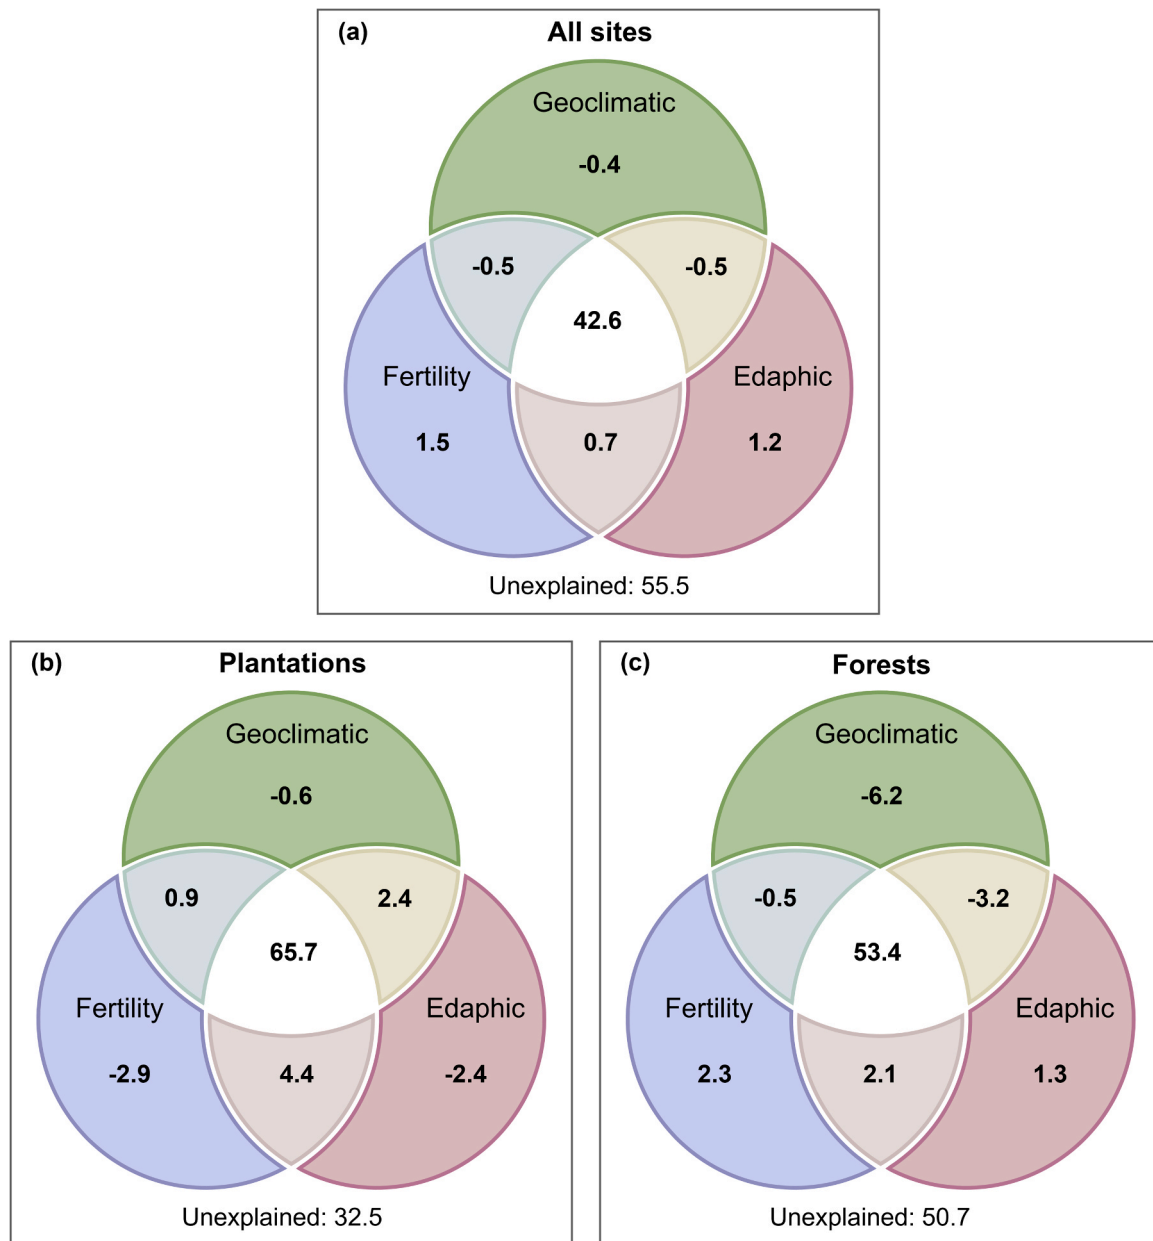 (a) All sites
Geoclimatic
-0.4
-0.5 -0.5
42.6
Fertility Edaphic
1.5 0.7 1.2
Unexplained: 55.5
(b) Plantations
Geoclimatic
-0.6
0.9 2.4
65.7
Fertility Edaphic
-2.9 4.4 -2.4
Unexplained: 32.5
(c) Forests
Geoclimatic
-6.2
-0.5 -3.2
53.4
Fertility Edaphic
2.3 2.1 1.3
Unexplained: 50.7